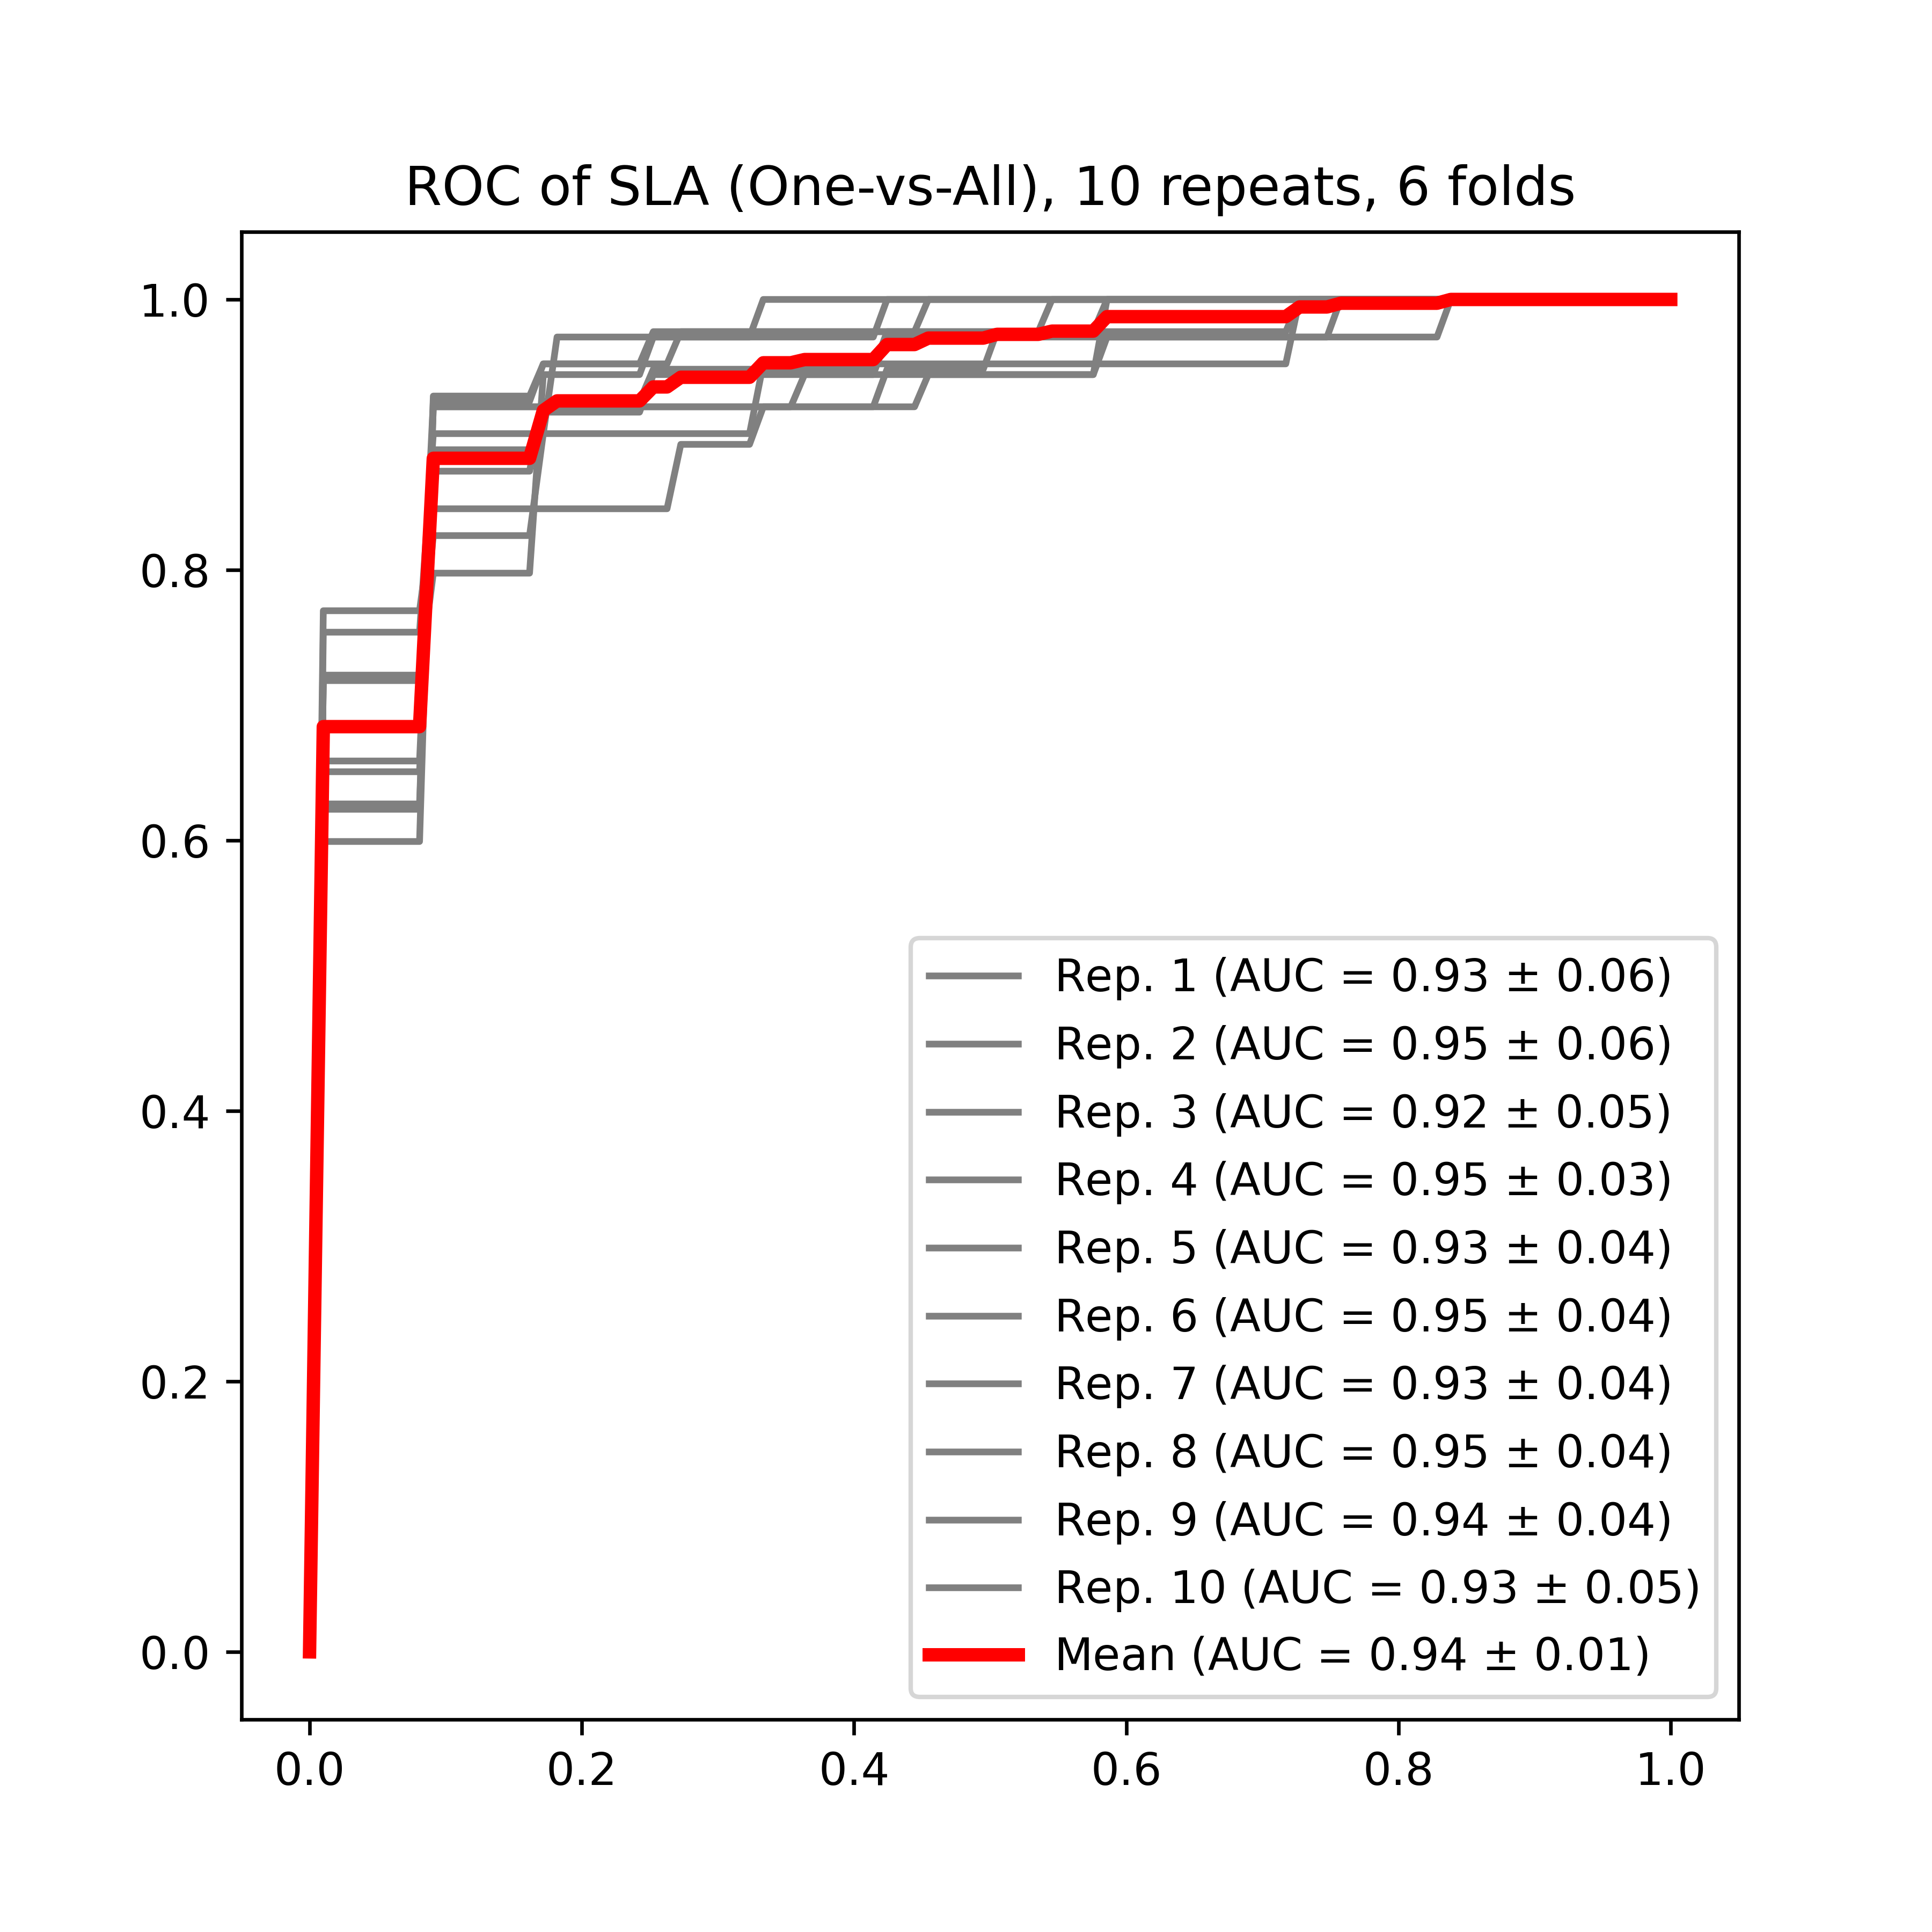 ROC of SLA (One-vs-All), 10 repeats, 6 folds
1.0
0.8
0.6
0.4
0.2
0.0
Rep. 1 (AUC = 0.93 ± 0.06)
Rep. 2 (AUC = 0.95 ± 0.06)
Rep. 3 (AUC = 0.92 ± 0.05)
Rep. 4 (AUC = 0.95 ± 0.03)
Rep. 5 (AUC = 0.93 ± 0.04)
Rep. 6 (AUC = 0.95 ± 0.04)
Rep. 7 (AUC = 0.93 ± 0.04)
Rep. 8 (AUC = 0.95 ± 0.04)
Rep. 9 (AUC = 0.94 ± 0.04)
Rep. 10 (AUC = 0.93 ± 0.05)
Mean (AUC = 0.94 ± 0.01)
0.0 0.2 0.4 0.6 0.8 1.0